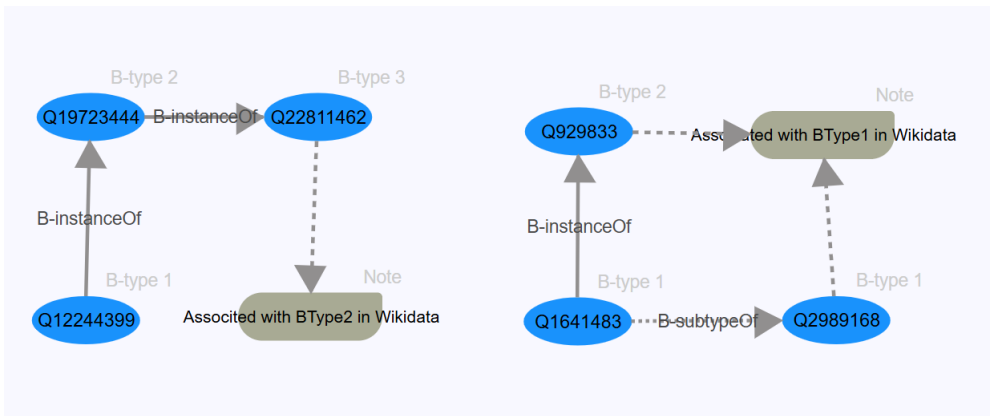 B-type 2
B-type 3
Q19723444
B-instanceOf
Q22811462
B-instanceOf
B-type 1
Q12244399
Note
Associted with BType2 in Wikidata
B-type 2
Note
Q929833
Associated with BType1 in Wikidata
B-instanceOf
B-type 1
B-type 1
Q1641483
B-subtypeOf
Q2989168